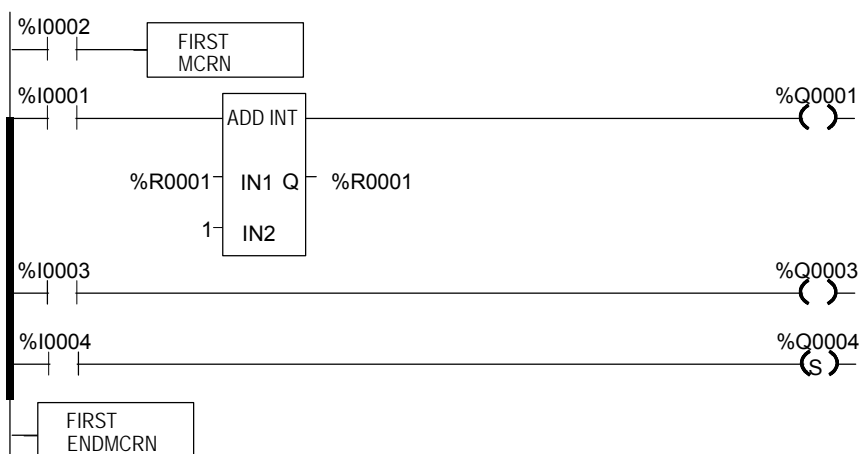 %I0002
FIRST
MCRN
%I0001
%Q0001
ADD INT
%R0001 IN1 Q %R0001
1 IN2
%I0003
%Q0003
%I0004
%Q0004
S
FIRST
ENDMCRN